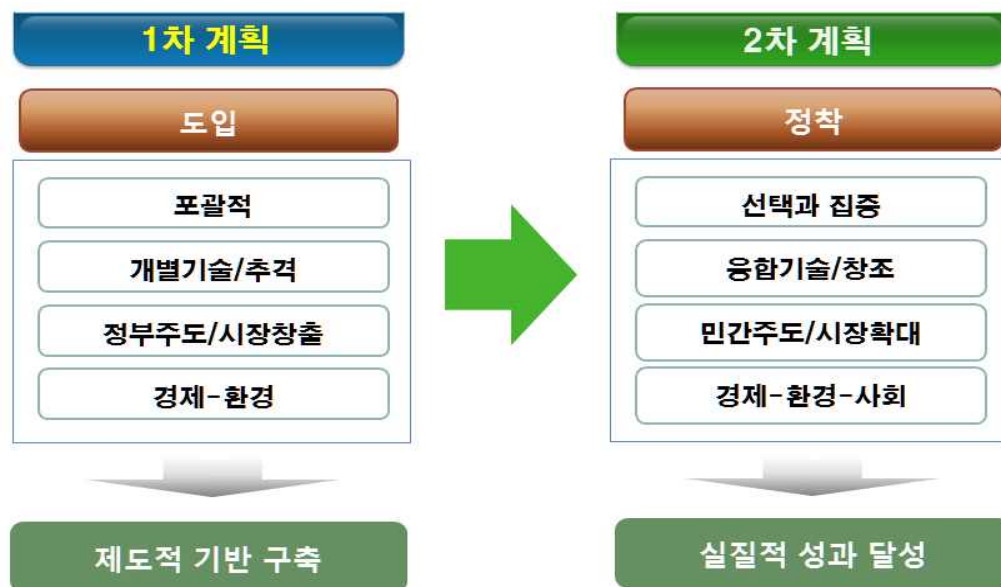 1차 계획
도입
포괄적
개별기술/추격
정부주도/시장창출
경제-환경
제도적 기반 구축
2차 계획
정착
선택과 집중
융합기술/창조
민간주도/시장확대
경제-환경-사회
실질적 성과 달성